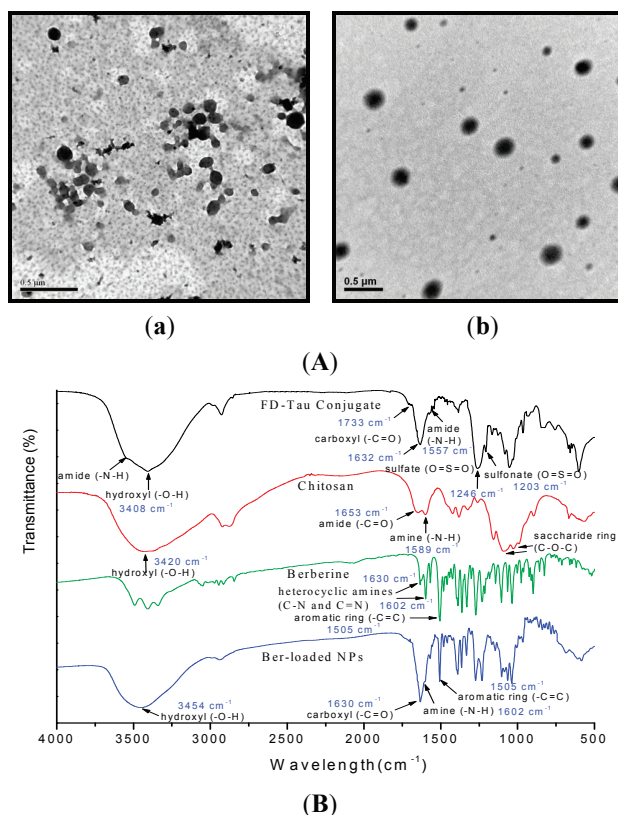 0.5 µm
0.5 µm
(a)
(b)
(A)
Transmittance (%)
FD-Tau Conjugate
1733 cm⁻¹
carboxyl (-C=O)
1632 cm⁻¹
amide
(-N-H)
1557 cm⁻¹
amide (-N-H)
hydroxyl (O-H)
3408 cm⁻¹
sulfate (O=S=O)
1246 cm⁻¹
sulfonate (O=S=O)
1203 cm⁻¹
Chitosan
1653 cm⁻¹
amide (-C=O)
amine (-N-H)
1589 cm⁻¹
saccharide ring
(C-O-C)
3420 cm⁻¹
hydroxyl (-O-H)
Berberine
1630 cm⁻¹
heterocyclic amines
(C-N and C=N)
1602 cm⁻¹
aromatic ring (-C=C)
1505 cm⁻¹
Ber-loaded NPs
3454 cm⁻¹
hydroxyl (-O-H)
1630 cm⁻¹
carboxyl (-C=O)
1505 cm⁻¹
aromatic ring (-C=C)
amine (-N-H)
1602 cm⁻¹
4000 3500 3000 2500 2000 1500 1000 500
Wavelength(cm⁻¹)
(B)